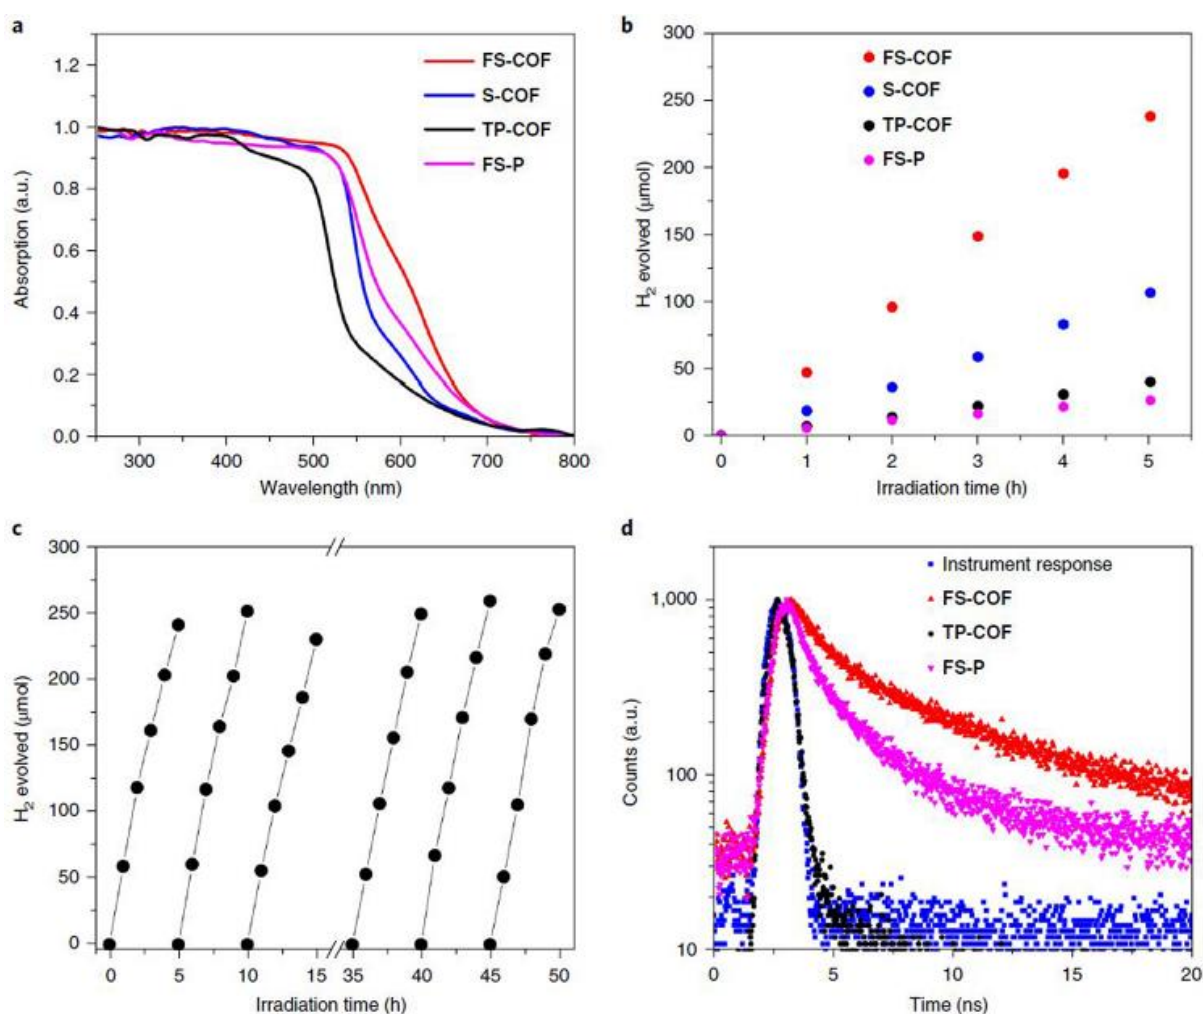 a
1.2
1.0
0.8
0.6
0.4
0.2
0.0
Absorption (a.u.)
300 400 500 600 700 800
Wavelength (nm)
FS-COF
S-COF
TP-COF
FS-P
b
300
250
200
150
100
50
0
H₂ evolved (μmol)
0 1 2 3 4 5
Irradiation time (h)
FS-COF
S-COF
TP-COF
FS-P
c
300
250
200
150
100
50
0
H₂ evolved (μmol)
0 5 10 15 35 40 45 50
Irradiation time (h)
d
1,000
100
10
Counts (a.u.)
0 5 10 15 20
Time (ns)
Instrument response
FS-COF
TP-COF
FS-P